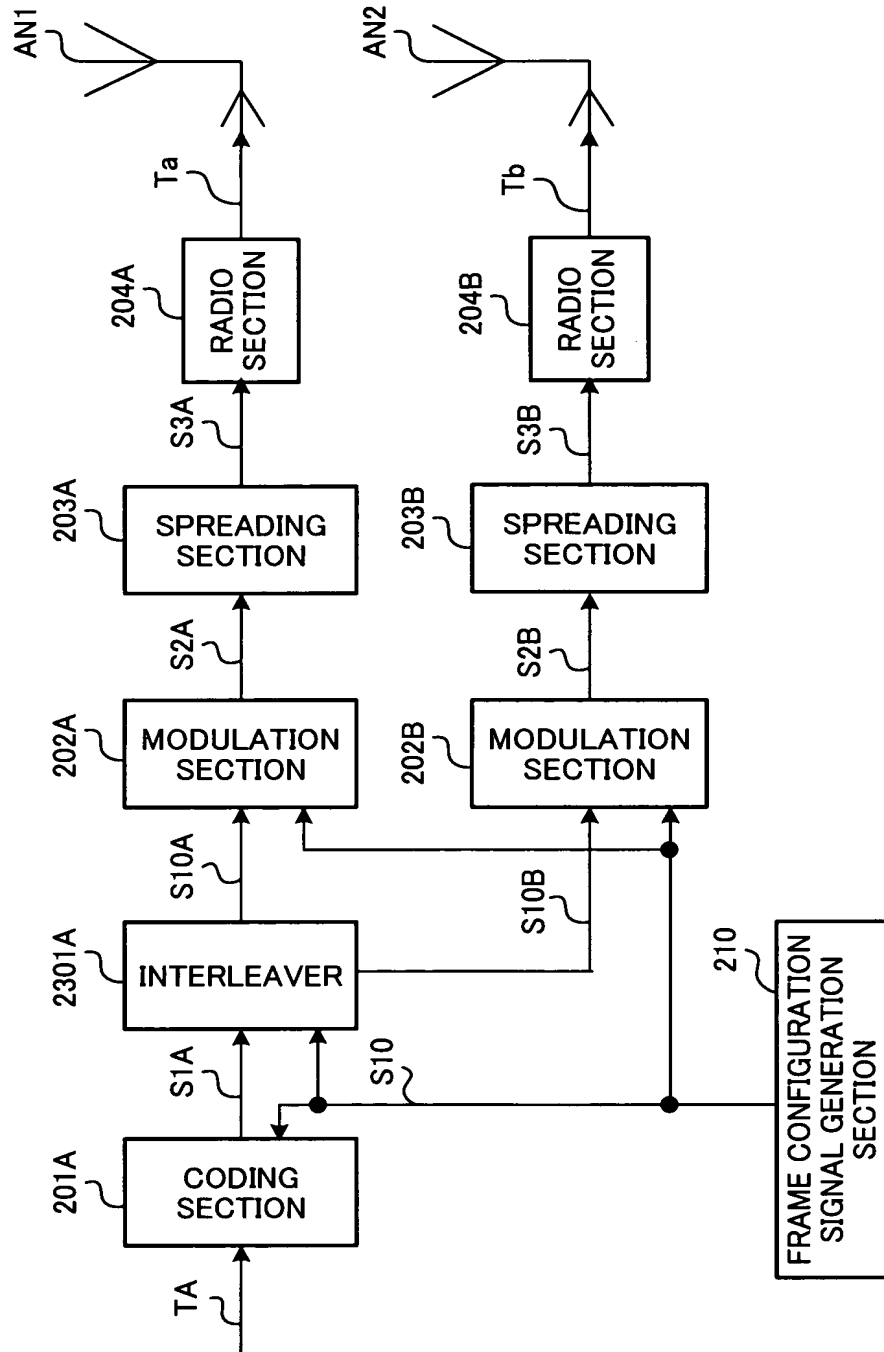 TA
201A
CODING
SECTION
S1A
2301A
INTERLEAVER
S10A
202A
MODULATION
SECTION
S2A
203A
SPREADING
SECTION
S3A
204A
RADIO
SECTION
Ta
AN1
S10
S10B
202B
MODULATION
SECTION
S2B
203B
SPREADING
SECTION
S3B
204B
RADIO
SECTION
Tb
AN2
210
FRAME CONFIGURATION
SIGNAL GENERATION
SECTION